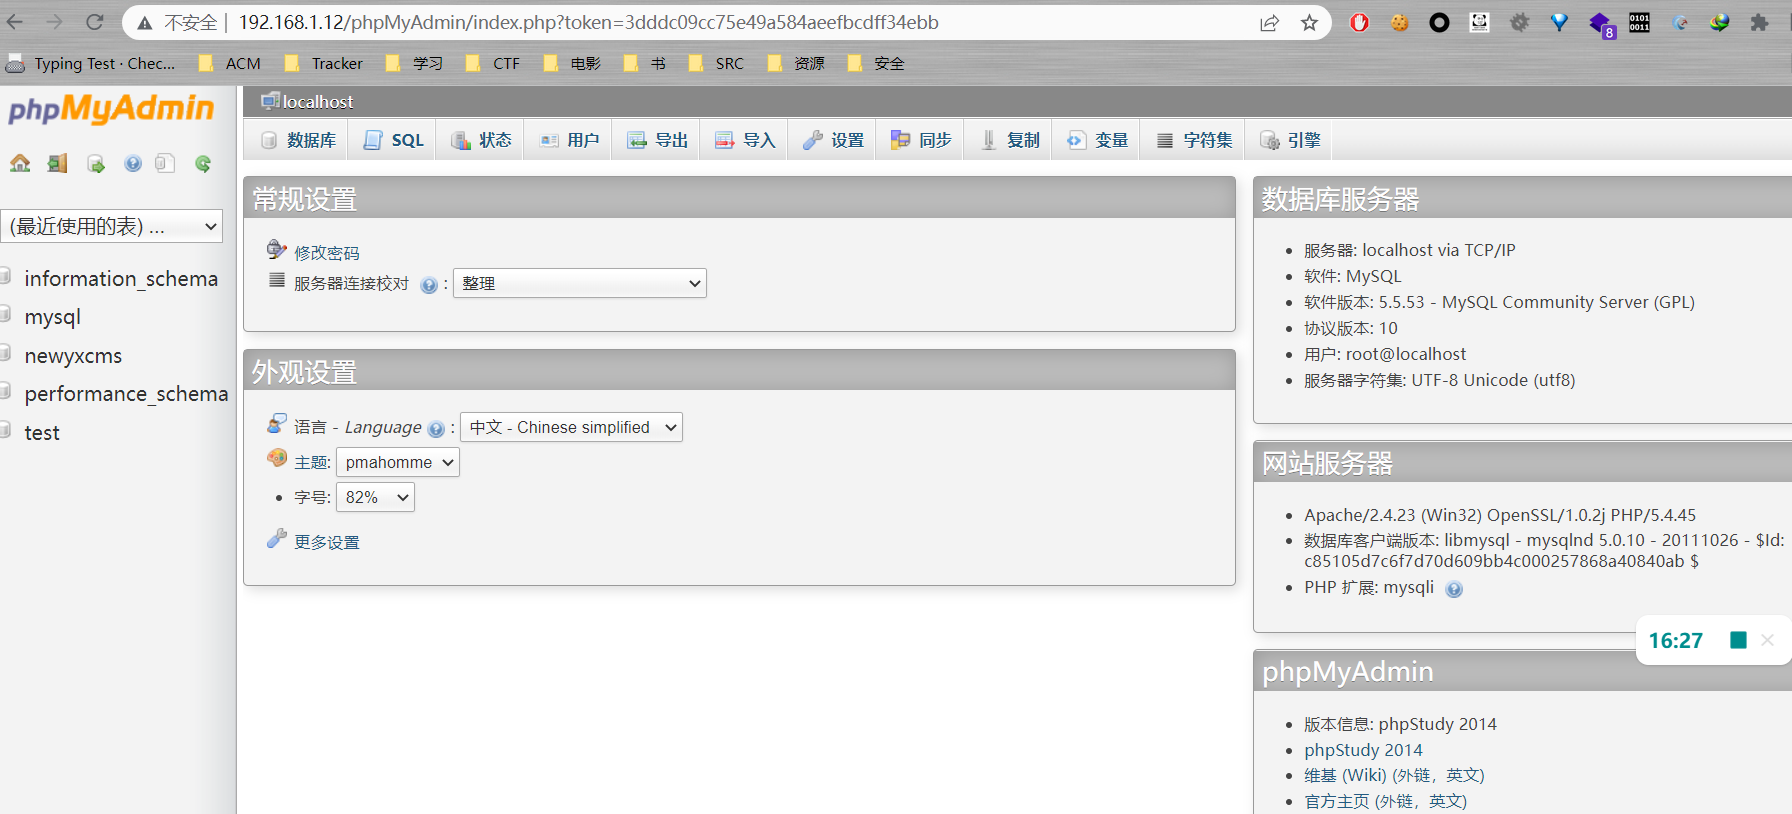 不安全 | 192.168.1.12/phpMyAdmin/index.php?token=3dddc09cc75e49a584aeefbcdff34ebb
8
0101
0011
Typing Test · Chec... ACM Tracker 学习 CTF 电影 书 SRC 资源 安全
phpMyAdmin
(最近使用的表) ...
information_schema
mysql
newyxcms
performance_schema
test
localhost
数据库 SQL 状态 用户 导出 导入 设置 同步 复制 变量 字符集 引擎
常规设置
修改密码
服务器连接校对 : 整理
外观设置
语言 - Language : 中文 - Chinese simplified
主题: pmahomme
字号: 82%
更多设置
数据库服务器
服务器: localhost via TCP/IP
软件: MySQL
软件版本: 5.5.53 - MySQL Community Server (GPL)
协议版本: 10
用户: root@localhost
服务器字符集: UTF-8 Unicode (utf8)
网站服务器
Apache/2.4.23 (Win32) OpenSSL/1.0.2j PHP/5.4.45
数据库客户端版本: libmysql - mysqlnd 5.0.10 - 20111026 - $Id:
c85105d7c6f7d70d609bb4c000257868a40840ab $
PHP 扩展: mysqli
16:27
phpMyAdmin
版本信息: phpStudy 2014
phpStudy 2014
维基 (Wiki) (外链，英文)
官方主页 (外链，英文)